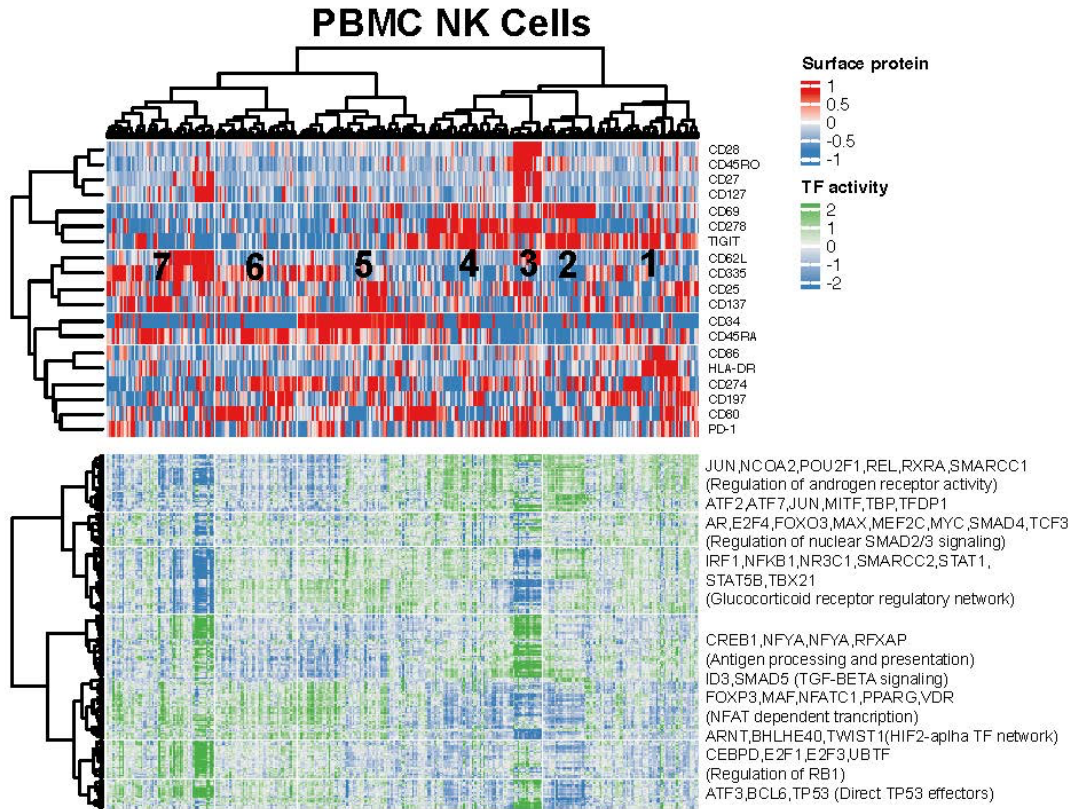 PBMC NK Cells
Surface protein
1
0.5
0
-0.5
-1
TF activity
2
1
0
-1
-2
CD28
CD45RO
CD27
CD127
CD69
CD278
TIGIT
CD62L
CD335
CD25
CD137
CD34
CD45RA
CD86
HLA-DR
CD274
CD197
CD80
PD-1
7 6 5 4 3 2 1
JUN,NCOA2,POU2F1,REL,RXRA,SMARCC1
(Regulation of androgen receptor activity)
ATF2,ATF7,JUN,MITF,TBP,TFDP1
AR,E2F4,FOXO3,MAX,MEF2C,MYC,SMAD4,TCF3
(Regulation of nuclear SMAD2/3 signaling)
IRF1,NFKB1,NR3C1,SMARCC2,STAT1,
STAT5B,TBX21
(Glucocorticoid receptor regulatory network)
CREB1,NFYA,NFYA,RFXAP
(Antigen processing and presentation)
ID3,SMAD5 (TGF-BETA signaling)
FOXP3,MAF,NFATC1,PPARG,VDR
(NFAT dependent trancription)
ARNT,BHLHE40,TWIST1(HIF2-aplha TF network)
CEBPD,E2F1,E2F3,UBTF
(Regulation of RB1)
ATF3,BCL6,TP53 (Direct TP53 effectors)